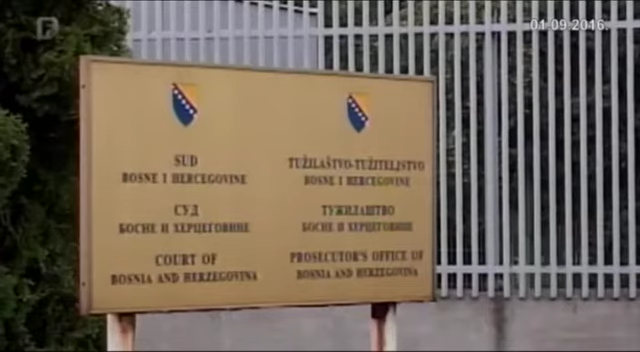 01.09.2016.
SUD
BOSNE I HERCEGOVINE
СУД
БОСНЕ И ХЕРЦЕГОВИНЕ
COURT OF
BOSNIA AND HERZEGOVINA
TUŽILAŠTVO-TUŽITELJSTVO
BOSNE I HERCEGOVINE
ТУЖИЛАШТВО
БОСНЕ И ХЕРЦЕГОВИНЕ
PROSECUTOR'S OFFICE OF
BOSNIA AND HERZEGOVINA